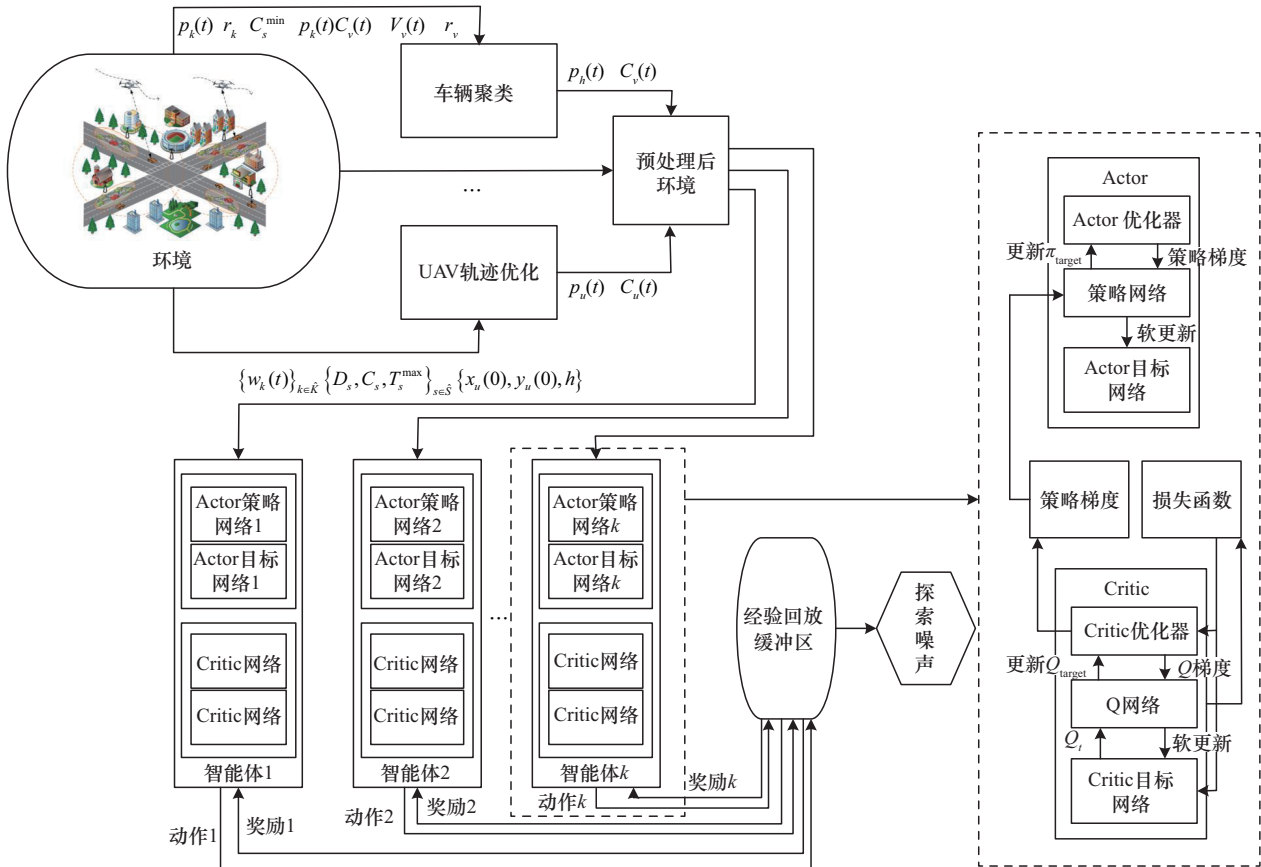 p_k(t) r_k C_s^min p_k(t)C_v(t) V_v(t) r_v
车辆聚类
p_h(t) C_v(t)
预处理后
环境
...
环境
UAV轨迹优化
p_u(t) C_u(t)
{w_k(t)}_{k∈K̂} {D_s, C_s, T_s^max}_{s∈Ŝ} {x_u(0), y_u(0), h}
Actor策略
网络1
Actor目标
网络1
Critic网络
Critic网络
智能体1
动作1
奖励1
Actor策略
网络2
Actor目标
网络2
Critic网络
Critic网络
智能体2
动作2
奖励2
...
Actor策略
网络k
Actor目标
网络k
Critic网络
Critic网络
智能体k
动作k
奖励k
经验回放
缓冲区
探
索
噪
声
Actor
Actor 优化器
更新π_target
策略梯度
策略网络
软更新
Actor目标
网络
策略梯度
损失函数
Critic
Critic优化器
更新Q_target
Q梯度
Q网络
Q_t
软更新
Critic目标
网络